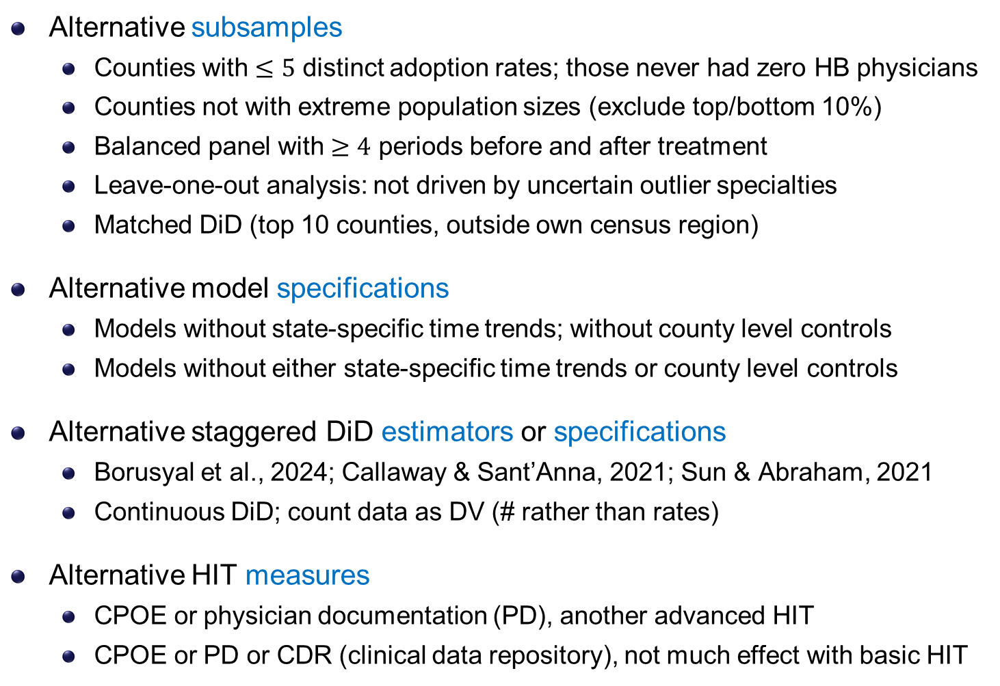 Alternative subsamples
Counties with ≤ 5 distinct adoption rates; those never had zero HB physicians
Counties not with extreme population sizes (exclude top/bottom 10%)
Balanced panel with ≥ 4 periods before and after treatment
Leave-one-out analysis: not driven by uncertain outlier specialties
Matched DiD (top 10 counties, outside own census region)
Alternative model specifications
Models without state-specific time trends; without county level controls
Models without either state-specific time trends or county level controls
Alternative staggered DiD estimators or specifications
Borusyal et al., 2024; Callaway & Sant’Anna, 2021; Sun & Abraham, 2021
Continuous DiD; count data as DV (# rather than rates)
Alternative HIT measures
CPOE or physician documentation (PD), another advanced HIT
CPOE or PD or CDR (clinical data repository), not much effect with basic HIT